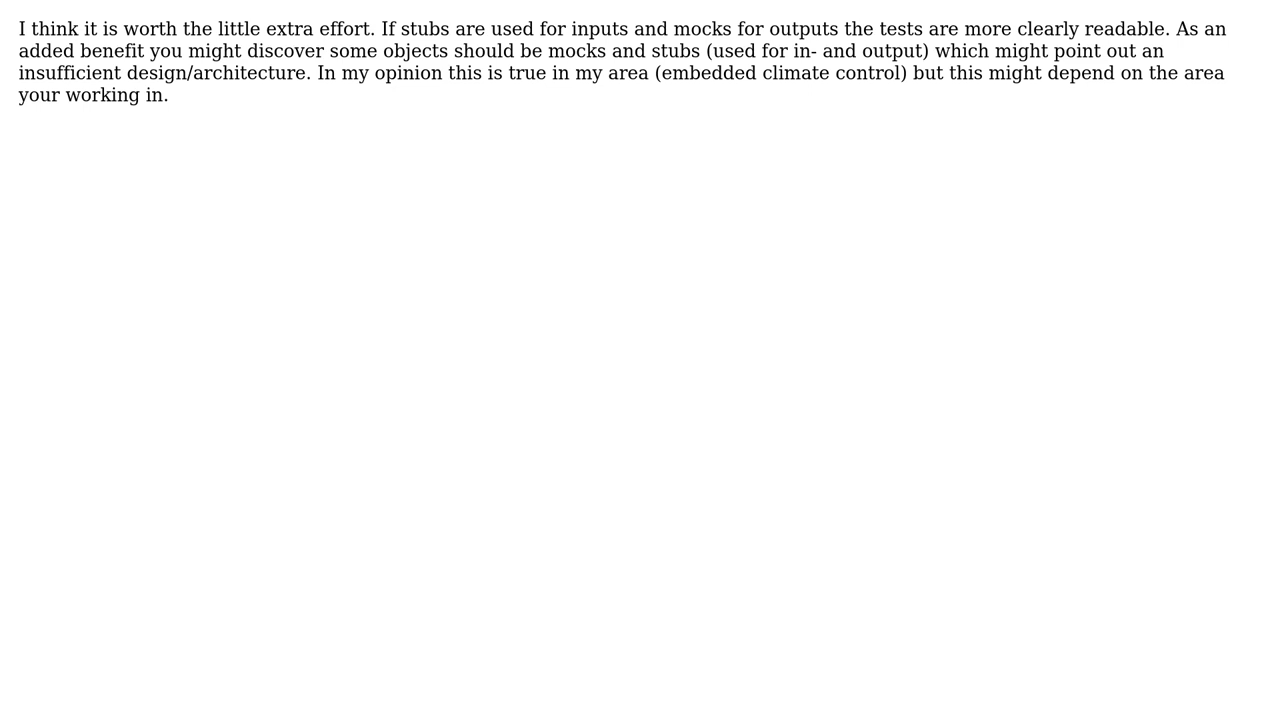 I think it is worth the little extra effort. If stubs are used for inputs and mocks for outputs the tests are more clearly readable. As an
added benefit you might discover some objects should be mocks and stubs (used for in- and output) which might point out an
insufficient design/architecture. In my opinion this is true in my area (embedded climate control) but this might depend on the area
your working in.